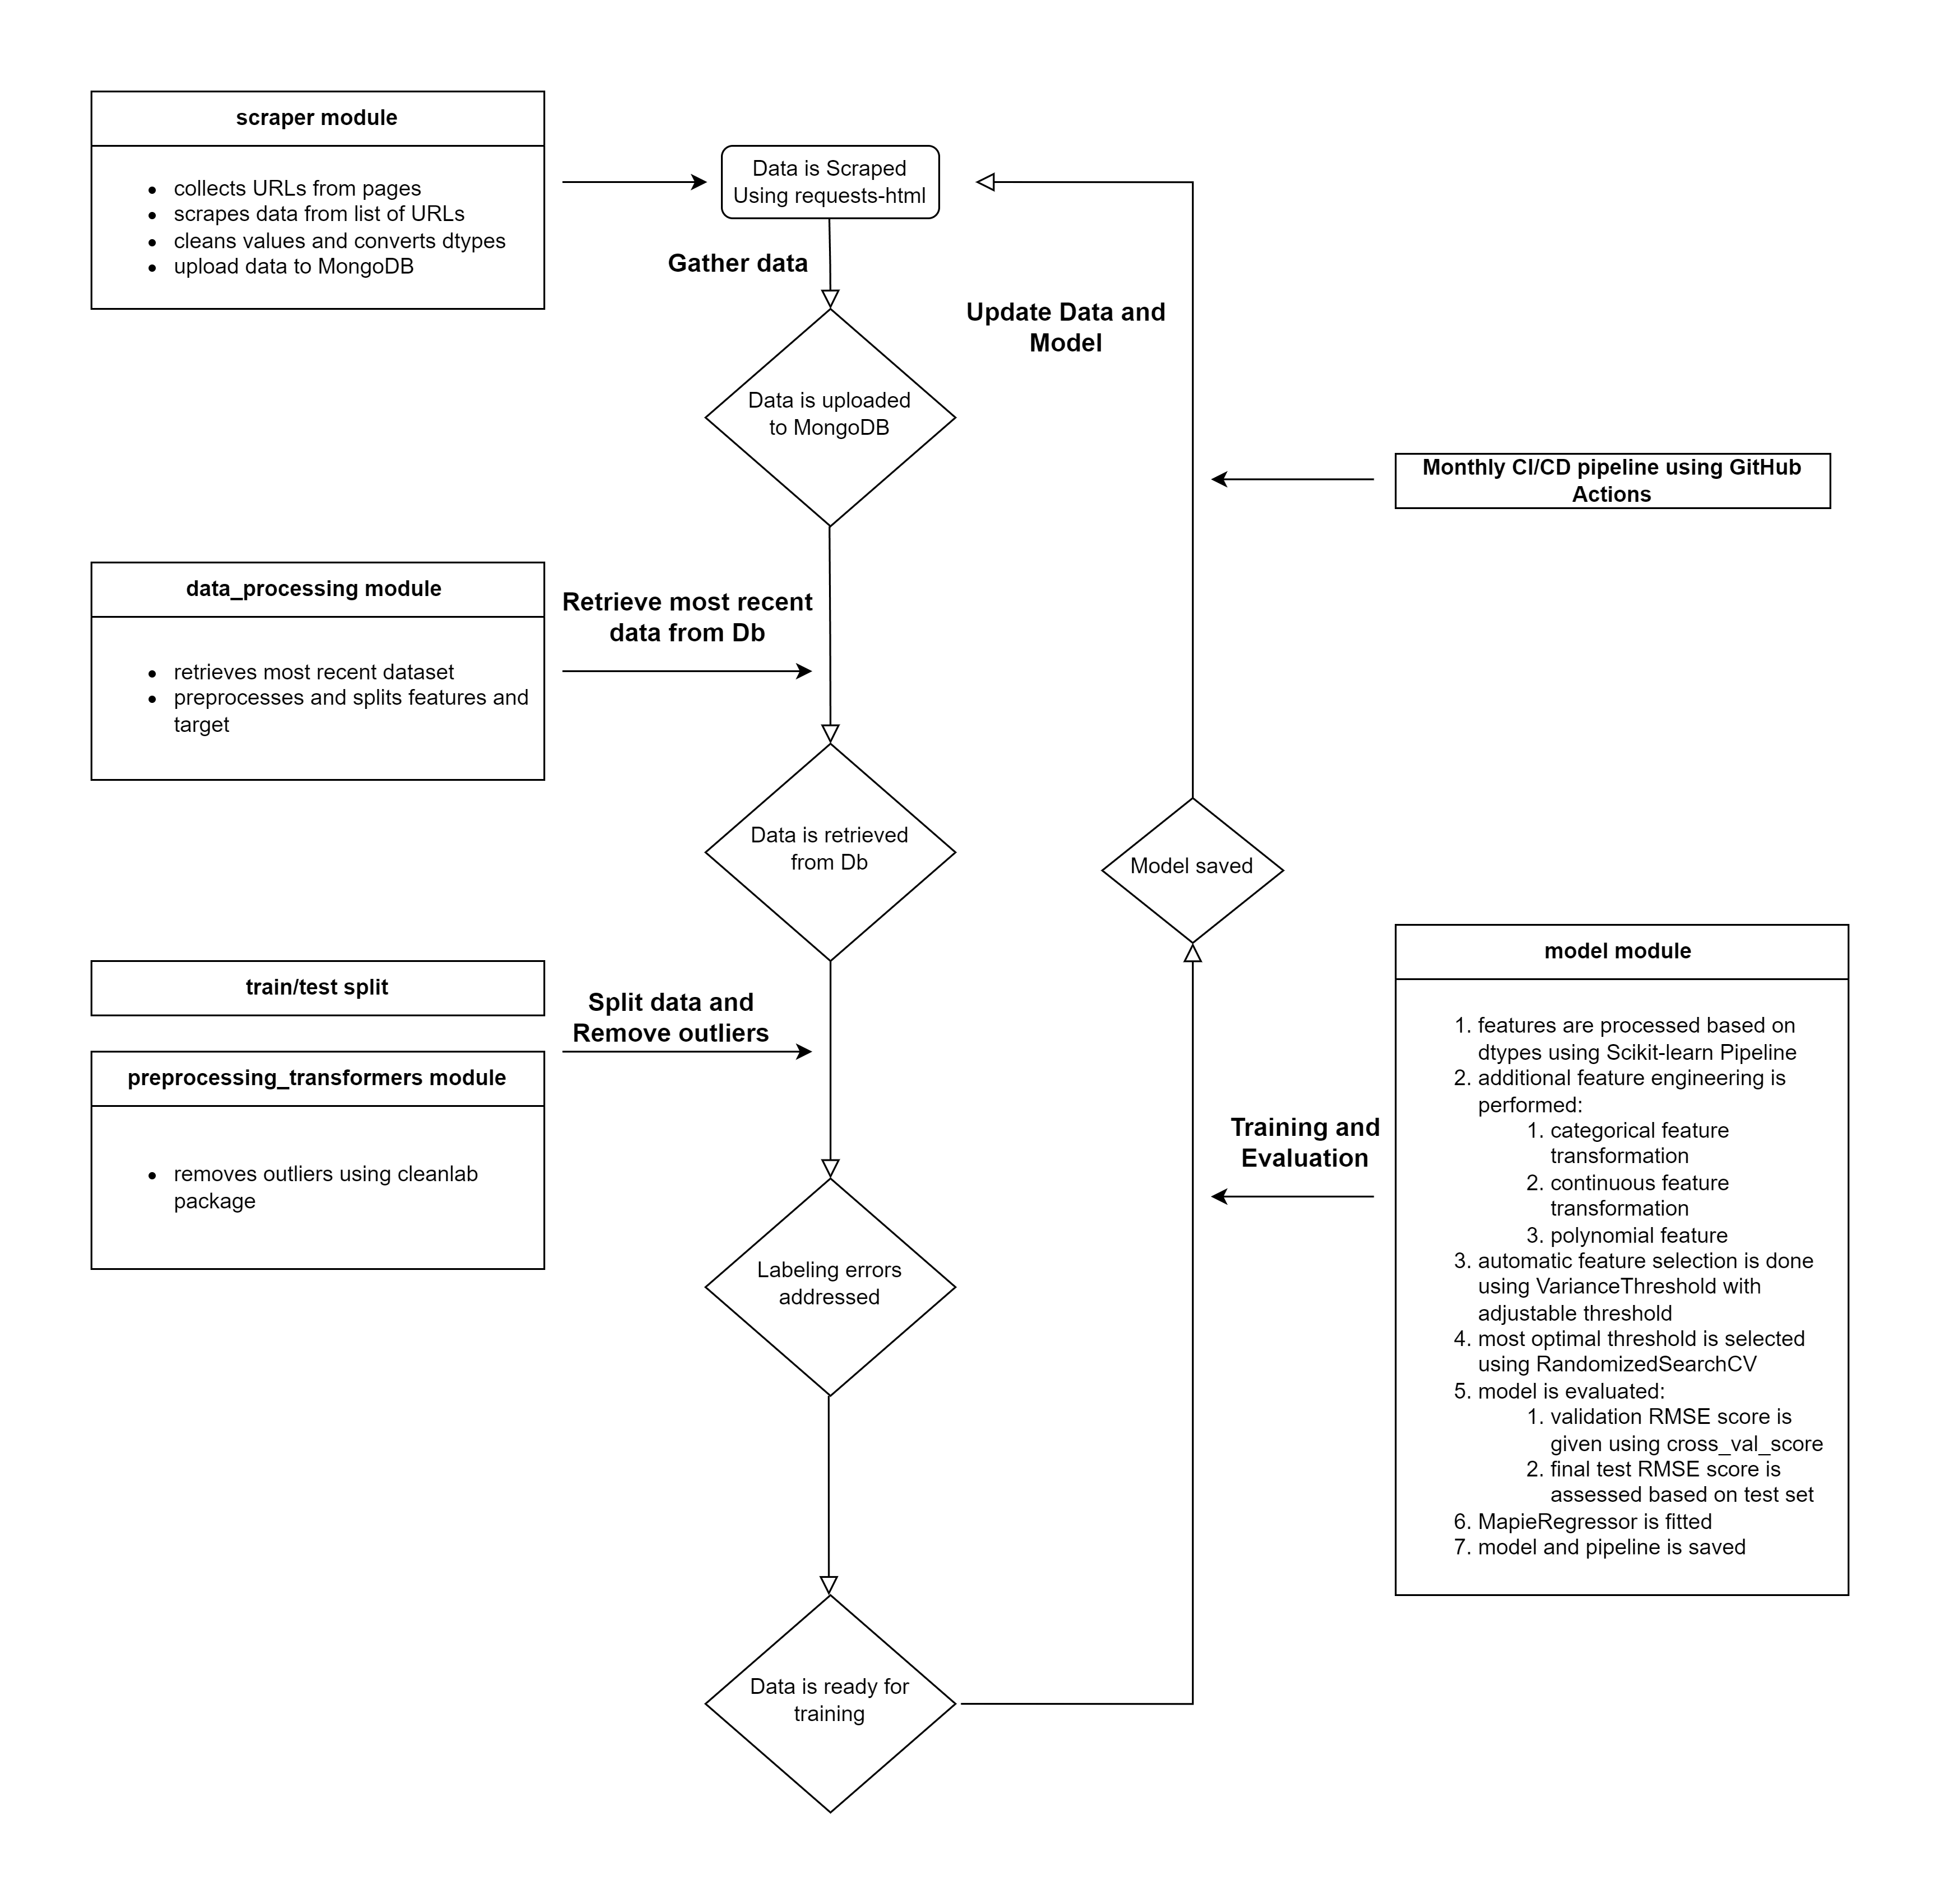 scraper module
collects URLs from pages
scrapes data from list of URLs
cleans values and converts dtypes
upload data to MongoDB
Data is Scraped
Using requests-html
Gather data
Update Data and
Model
Data is uploaded
to MongoDB
Monthly CI/CD pipeline using GitHub
Actions
data_processing module
retrieves most recent dataset
preprocesses and splits features and
target
Retrieve most recent
data from Db
Data is retrieved
from Db
Model saved
train/test split
Split data and
Remove outliers
preprocessing_transformers module
removes outliers using cleanlab
package
Labeling errors
addressed
Training and
Evaluation
model module
1. features are processed based on
dtypes using Scikit-learn Pipeline
2. additional feature engineering is
performed:
1. categorical feature
transformation
2. continuous feature
transformation
3. polynomial feature
3. automatic feature selection is done
using VarianceThreshold with
adjustable threshold
4. most optimal threshold is selected
using RandomizedSearchCV
5. model is evaluated:
1. validation RMSE score is
given using cross_val_score
2. final test RMSE score is
assessed based on test set
6. MapieRegressor is fitted
7. model and pipeline is saved
Data is ready for
training